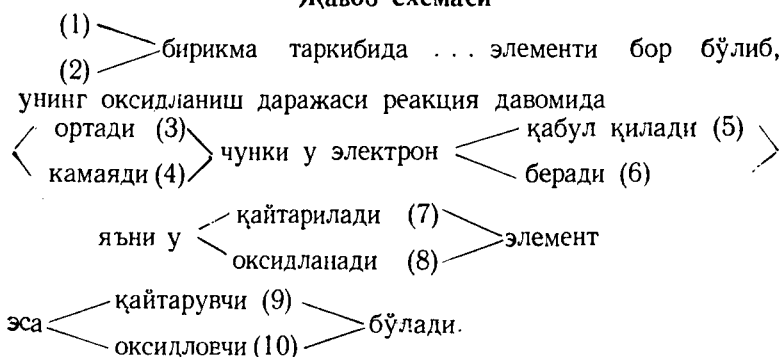 Жавоб схемаси
(1)
бирикма таркибида ... элементи бор бўлиб,
(2)
унинг оксидланиш даражаси реакция давомида
ортади (3)
қабул қилади (5)
чунки у электрон
камаяди (4)
беради (6)
қайтарилади (7)
яъни у
элемент
оксидланади (8)
қайтарувчи (9)
эса
бўлади.
оксидловчи (10)